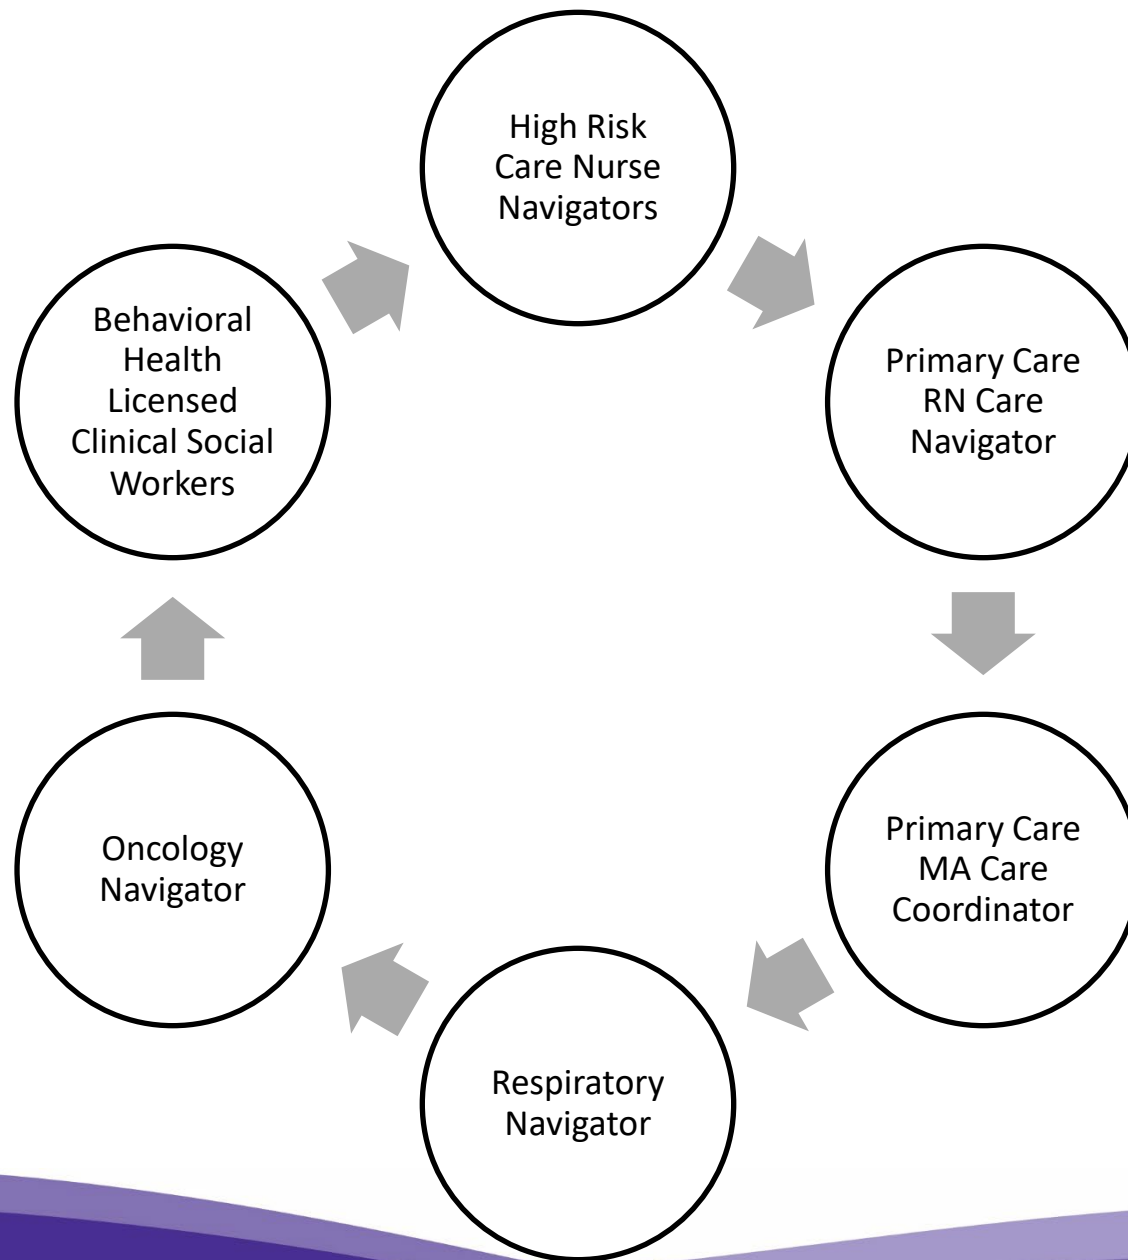 High Risk
Care Nurse
Navigators
Primary Care
RN Care
Navigator
Primary Care
MA Care
Coordinator
Respiratory
Navigator
Oncology
Navigator
Behavioral
Health
Licensed
Clinical Social
Workers